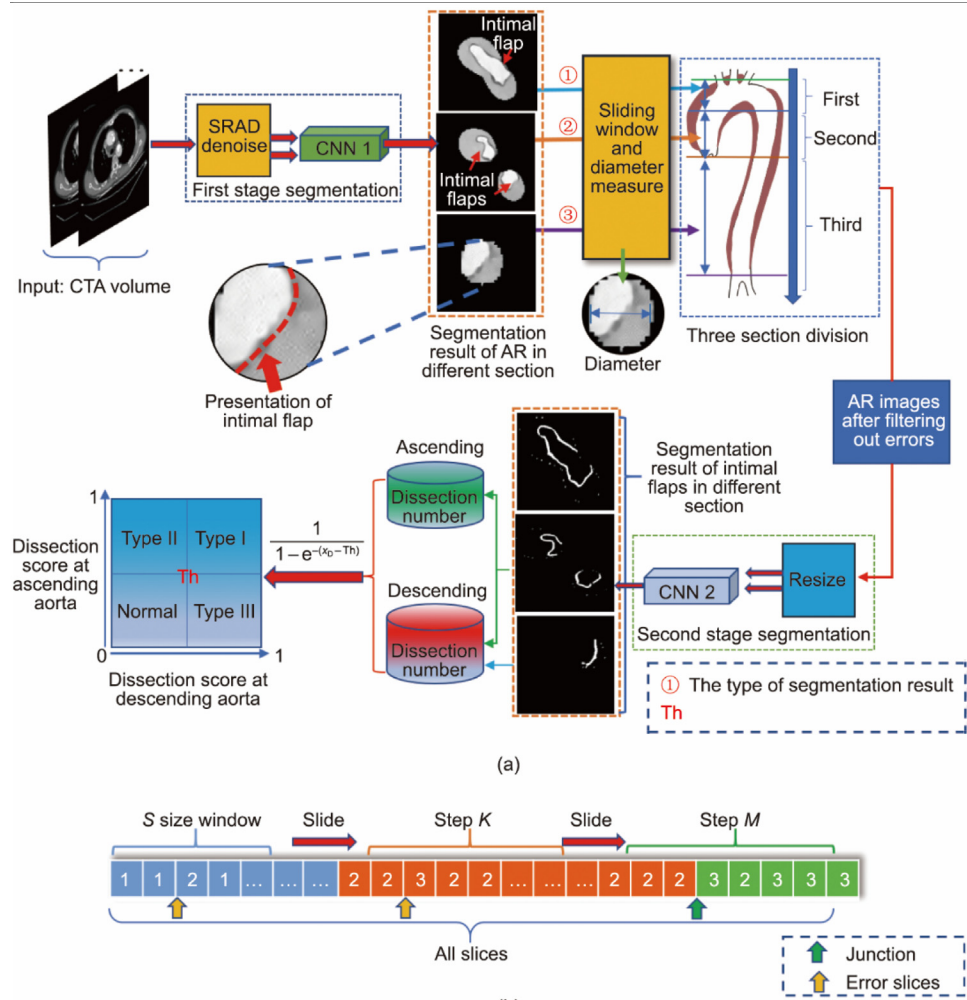 Intimal
flap
①
②
③
SRAD
denoise
CNN 1
First stage segmentation
Intimal
flaps
Sliding
window
and
diameter
measure
First
Second
Third
Input: CTA volume
Segmentation
result of AR in
different section
Diameter
Three section division
Presentation of
intimal flap
AR images
after filtering
out errors
Ascending
Dissection
number
Segmentation
result of intimal
flaps in different
section
1
Dissection
score at
ascending
aorta
Type II
Type I
Th
Normal
Type III
0
1
Dissection score at
descending aorta
1
1−e−(xD−Th)
Descending
Dissection
number
CNN 2
Resize
Second stage segmentation
① The type of segmentation result
Th
(a)
S size window
Slide
Step K
Slide
Step M
1 1 2 1 ... ... ... 2 2 3 2 2 ... ... 2 2 2 3 2 3 3 3
All slices
Junction
Error slices